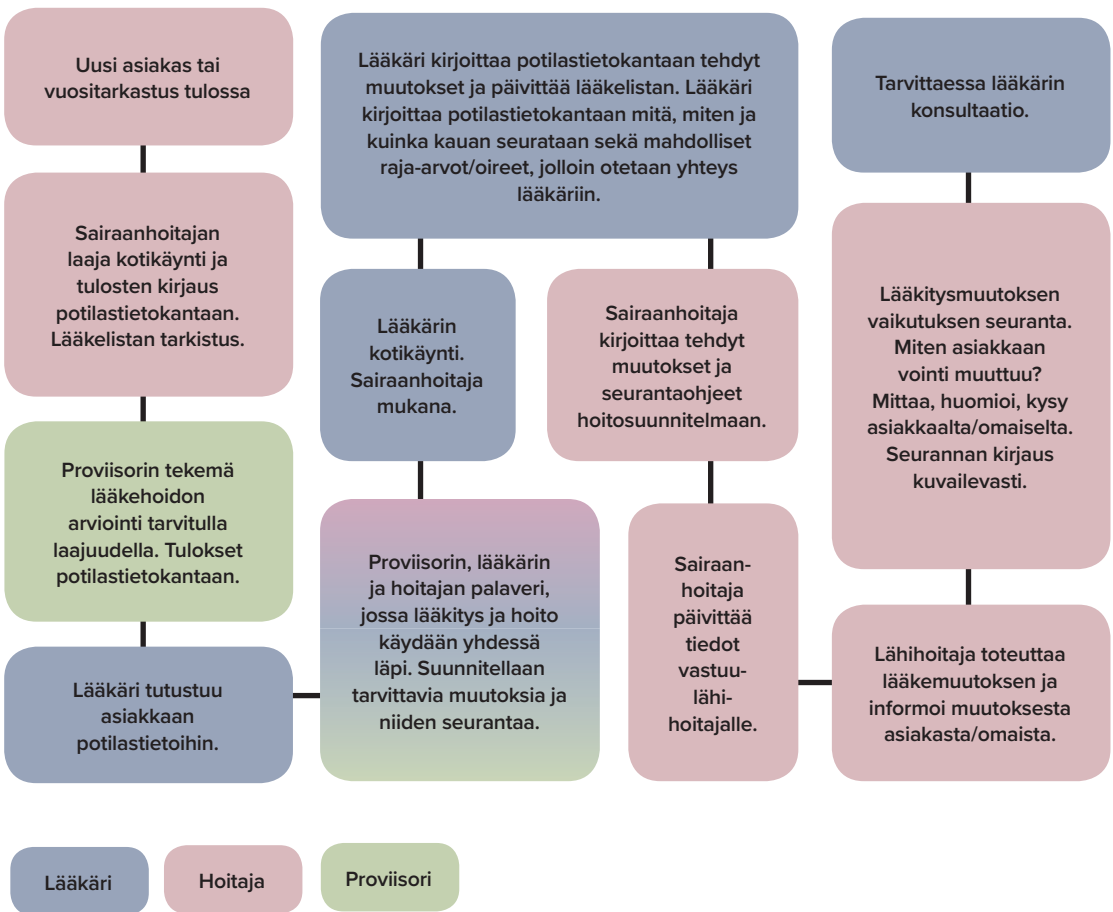 Uusi asiakas tai
vuositarkastus tulossa
Sairaanhoitajan
laaja kotikäynti ja
tulosten kirjaus
potilastietokantaan.
Lääkelistan tarkistus.
Proviisorin tekemä
lääkehoidon
arviointi tarvitulla
laajuudella. Tulokset
potilastietokantaan.
Lääkäri tutustuu
asiakkaan
potilastietoihin.
Proviisorin, lääkärin
ja hoitajan palaveri,
jossa lääkitys ja hoito
käydään yhdessä
läpi. Suunnitellaan
tarvittavia muutoksia ja
niiden seurantaa.
Lääkärin
kotikäynti.
Sairaanhoitaja
mukana.
Lääkäri kirjoittaa potilastietokantaan tehdyt
muutokset ja päivittää lääkelistan. Lääkäri
kirjoittaa potilastietokantaan mitä, miten ja
kuinka kauan seurataan sekä mahdolliset
raja-arvot/oireet, jolloin otetaan yhteys
lääkäriin.
Sairaanhoitaja
kirjoittaa tehdyt
muutokset ja
seurantaohjeet
hoitosuunnitelmaan.
Sairaan-
hoitaja
päivittää
tiedot
vastuu-
lähi-
hoitajalle.
Lähihoitaja toteuttaa
lääkemuutoksen ja
informoi muutoksesta
asiakasta/omaista.
Lääkitysmuutoksen
vaikutuksen seuranta.
Miten asiakkaan
vointi muuttuu?
Mittaa, huomioi, kysy
asiakkaalta/omaiselta.
Seurannan kirjaus
kuvailevasti.
Tarvittaessa lääkärin
konsultaatio.
Lääkäri
Hoitaja
Proviisori